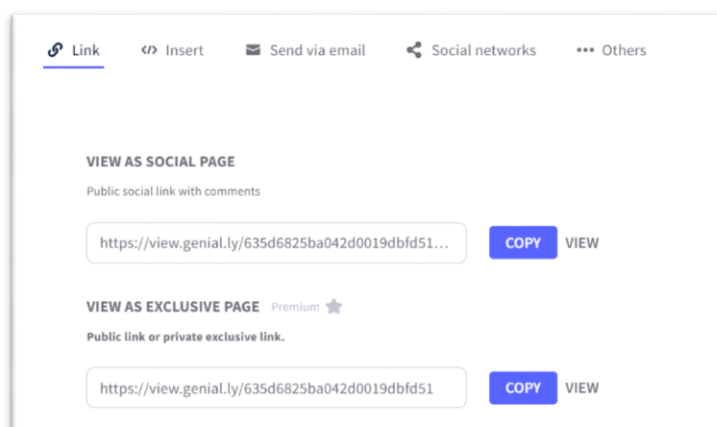 Link </> Insert Send via email Social networks ••• Others
VIEW AS SOCIAL PAGE
Public social link with comments
https://view.genial.ly/635d6825ba042d0019dbfd51... COPY VIEW
VIEW AS EXCLUSIVE PAGE Premium
Public link or private exclusive link.
https://view.genial.ly/635d6825ba042d0019dbfd51 COPY VIEW